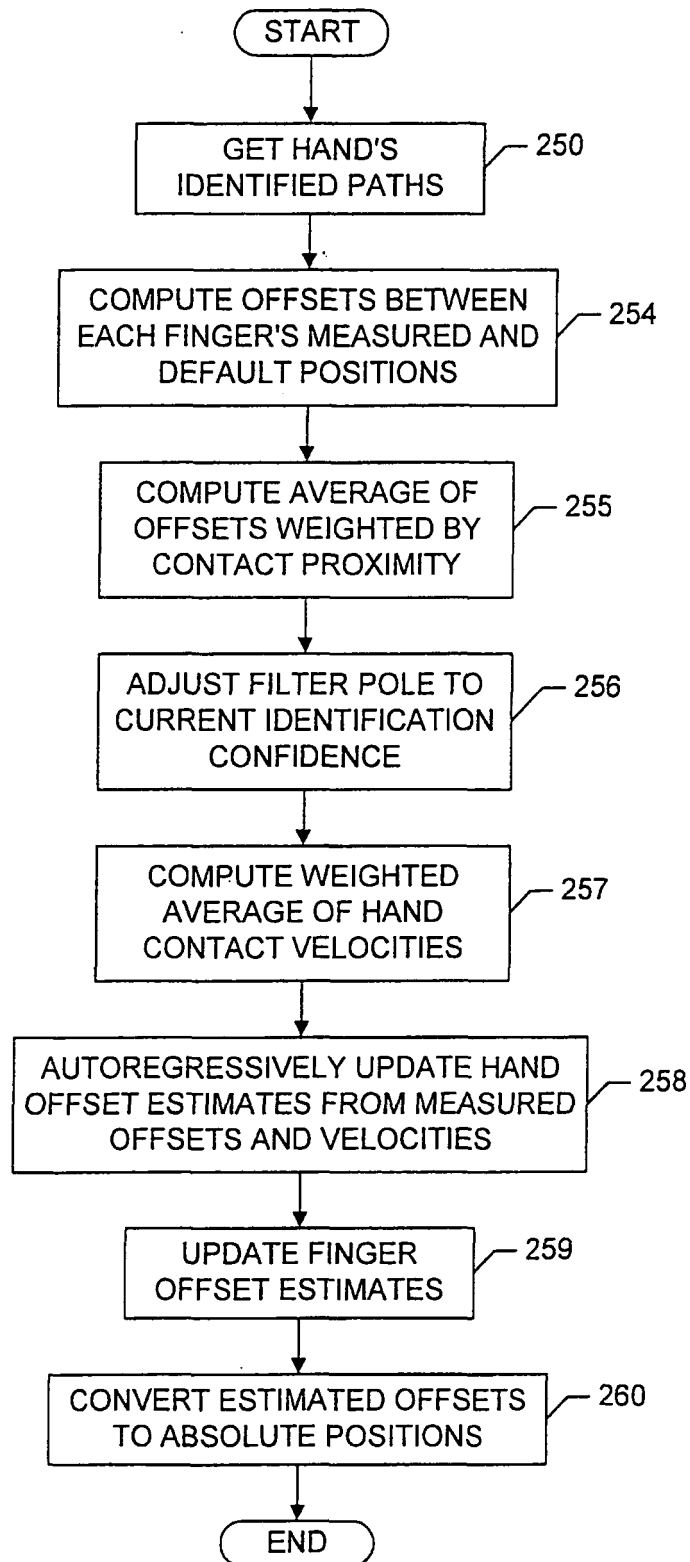 START
GET HAND'S
IDENTIFIED PATHS
250
COMPUTE OFFSETS BETWEEN
EACH FINGER'S MEASURED AND
DEFAULT POSITIONS
254
COMPUTE AVERAGE OF
OFFSETS WEIGHTED BY
CONTACT PROXIMITY
255
ADJUST FILTER POLE TO
CURRENT IDENTIFICATION
CONFIDENCE
256
COMPUTE WEIGHTED
AVERAGE OF HAND
CONTACT VELOCITIES
257
AUTOREGRESSIVELY UPDATE HAND
OFFSET ESTIMATES FROM MEASURED
OFFSETS AND VELOCITIES
258
UPDATE FINGER
OFFSET ESTIMATES
259
CONVERT ESTIMATED OFFSETS
TO ABSOLUTE POSITIONS
260
END